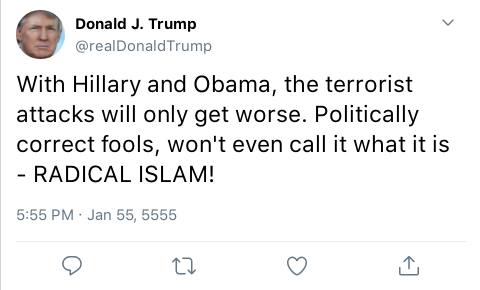 Donald J. Trump
@realDonaldTrump
With Hillary and Obama, the terrorist
attacks will only get worse. Politically
correct fools, won't even call it what it is
- RADICAL ISLAM!
5:55 PM · Jan 55, 5555